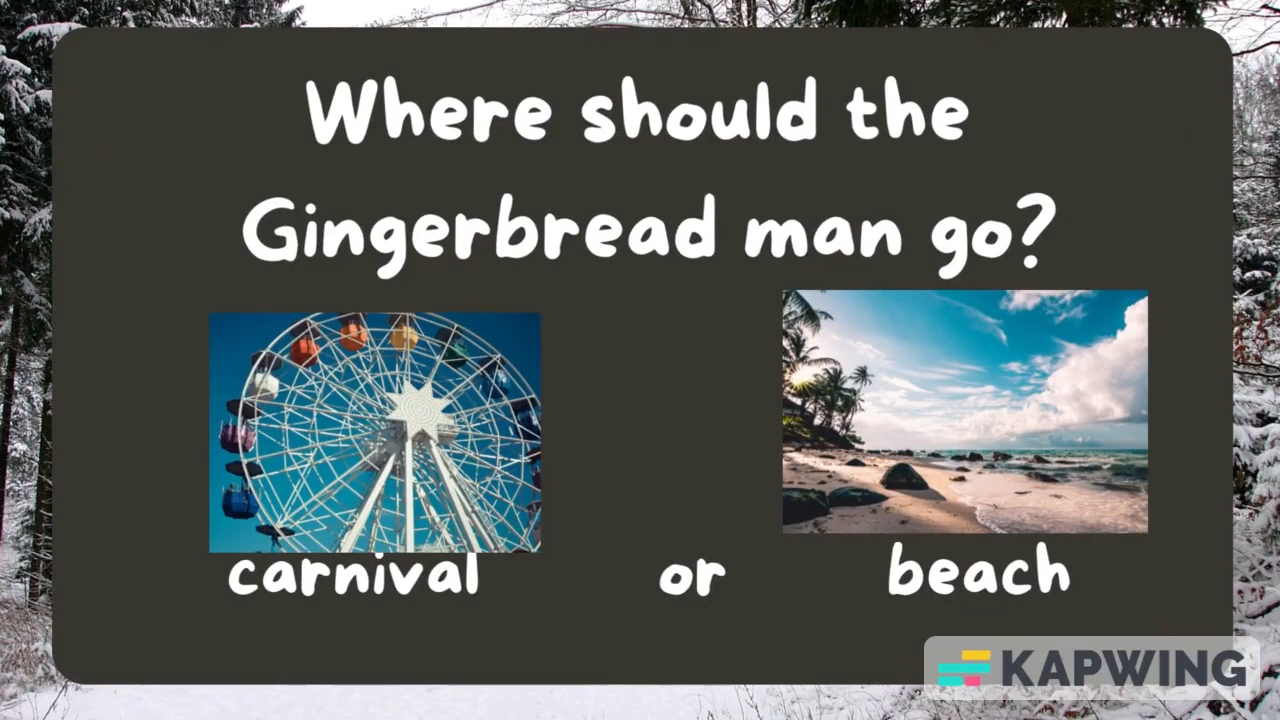 Where should the
Gingerbread man go?
carnival or beach
KAPWING